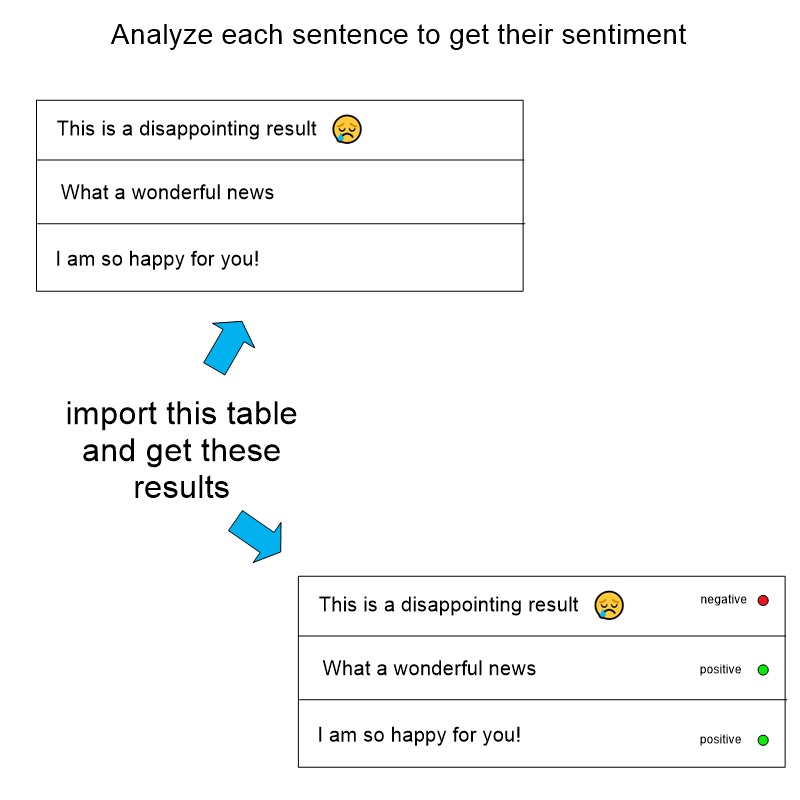 Analyze each sentence to get their sentiment
This is a disappointing result 😥
What a wonderful news
I am so happy for you!
import this table
and get these
results
This is a disappointing result 😥 negative
What a wonderful news positive
I am so happy for you! positive